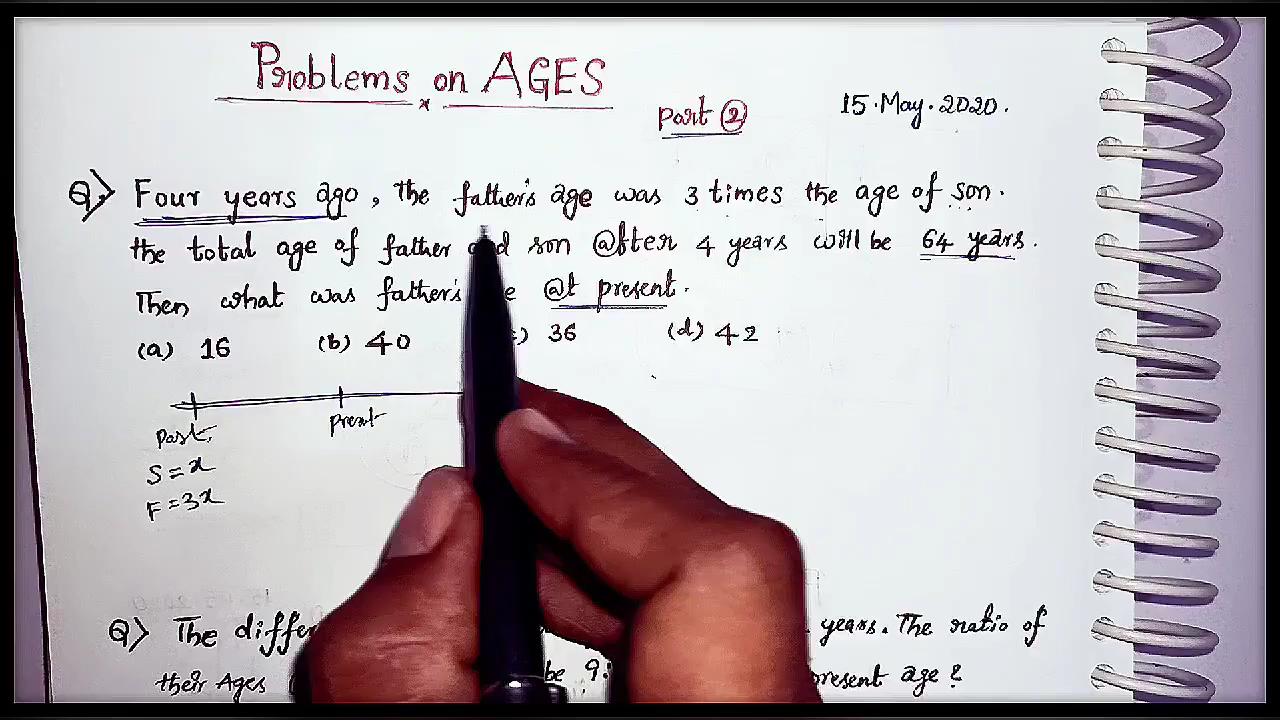 Problems on AGES
Part ②
15.May.2020.
Q> Four years ago, the father's age was 3 times the age of son.
the total age of father and son @fter 4 years will be 64 years.
Then what was father's @t present.
(a) 16 (b) 40 36 (d) 42
Past Present
S = x
F = 3x
Q> The years. The ratio of
their Ages be 9: present age ?